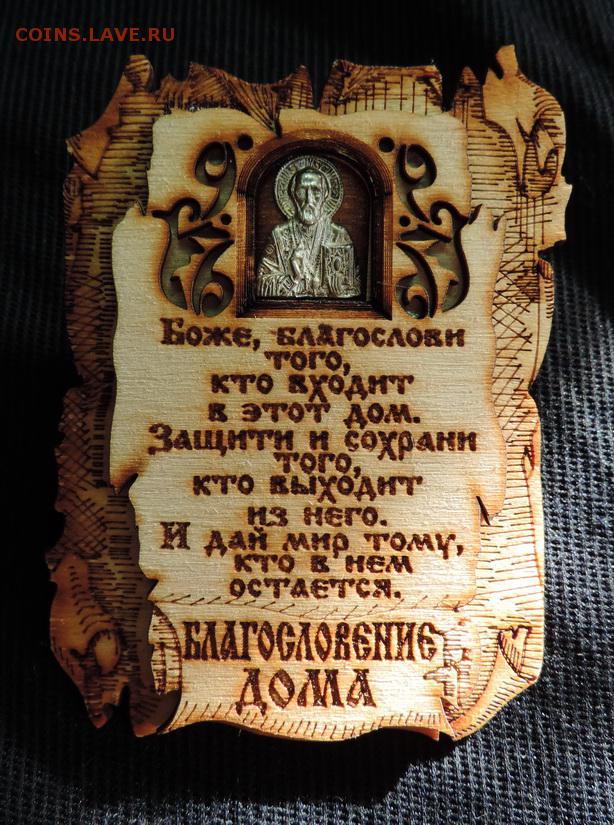 COINS.LAVE.RU
Боже, благослови
того,
кто входит
в этот дом.
Защити и сохрани
того,
кто выходит
из него.
И дай мир тому,
кто в нем
остается.
БЛАГОСЛОВЕНИЕ
ДОМА